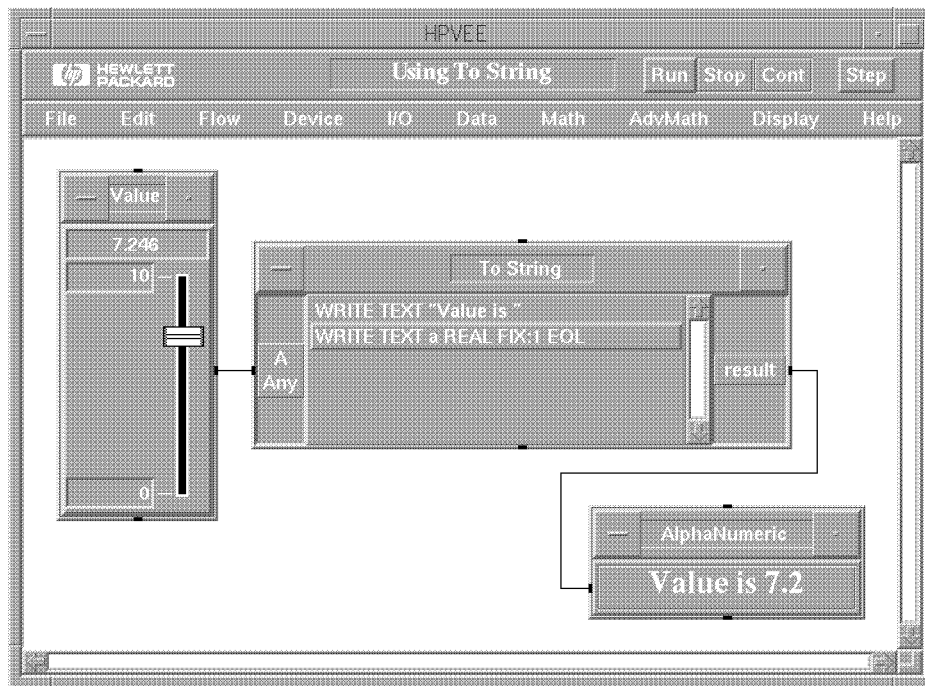 HPVEE
hp HEWLETT PACKARD
Using To String
Run Stop Cont Step
File Edit Flow Device I/O Data Math AdvMath Display Help
Value
7.246
10
0
To String
A
Any
WRITE TEXT "Value is "
WRITE TEXT a REAL FIX:1 EOL
result
AlphaNumeric
Value is 7.2